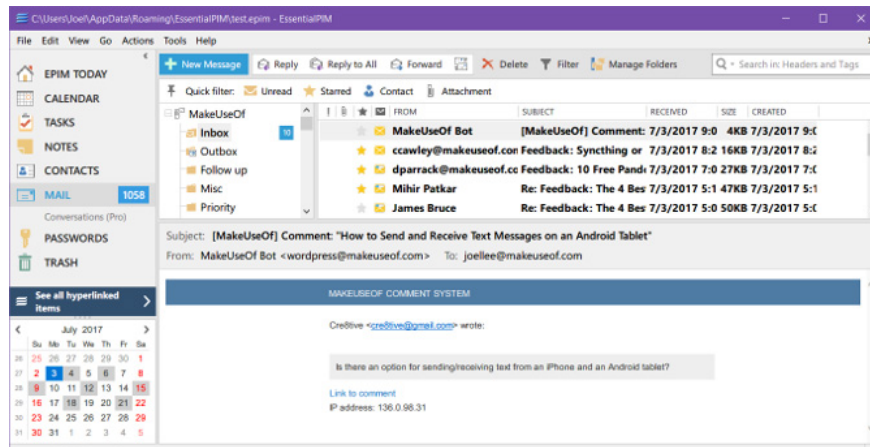 C:\Users\Joel\AppData\Roaming\EssentialPIM\test.epim - EssentialPIM
File Edit View Go Actions Tools Help
EPIM TODAY
CALENDAR
TASKS
NOTES
CONTACTS
MAIL 1058
Conversations (Pro)
PASSWORDS
TRASH
See all hyperlinked
items
July 2017
Su Mo Tu We Th Fr Sa
26 25 26 27 28 29 30 1
27 2 3 4 5 6 7 8
28 9 10 11 12 13 14 15
29 16 17 18 19 20 21 22
30 23 24 25 26 27 28 29
31 30 31 1 2 3 4 5
New Message Reply Reply to All Forward Delete Filter Manage Folders Search in: Headers and Tags
Quick filter: Unread Starred Contact Attachment
MakeUseOf
Inbox 10
Outbox
Follow up
Misc
Priority
FROM SUBJECT RECEIVED SIZE CREATED
MakeUseOf Bot [MakeUseOf] Comment: 7/3/2017 9:0 4KB 7/3/2017 9:0
ccawley@makeuseof.com Feedback: Syncthing or 7/3/2017 8:2 16KB 7/3/2017 8:2
dparrack@makeuseof.co Feedback: 10 Free Pand 7/3/2017 7:0 27KB 7/3/2017 7:0
Mihir Patkar Re: Feedback: The 4 Bes 7/3/2017 5:1 47KB 7/3/2017 5:1
James Bruce Re: Feedback: The 4 Bes 7/3/2017 5:0 50KB 7/3/2017 5:0
Subject: [MakeUseOf] Comment: "How to Send and Receive Text Messages on an Android Tablet"
From: MakeUseOf Bot <wordpress@makeuseof.com> To: joellee@makeuseof.com
MAKEUSEOF COMMENT SYSTEM
Cre8tive <cre8tive@gmail.com> wrote:
Is there an option for sending/receiving text from an iPhone and an Android tablet?
Link to comment
IP address: 136.0.98.31